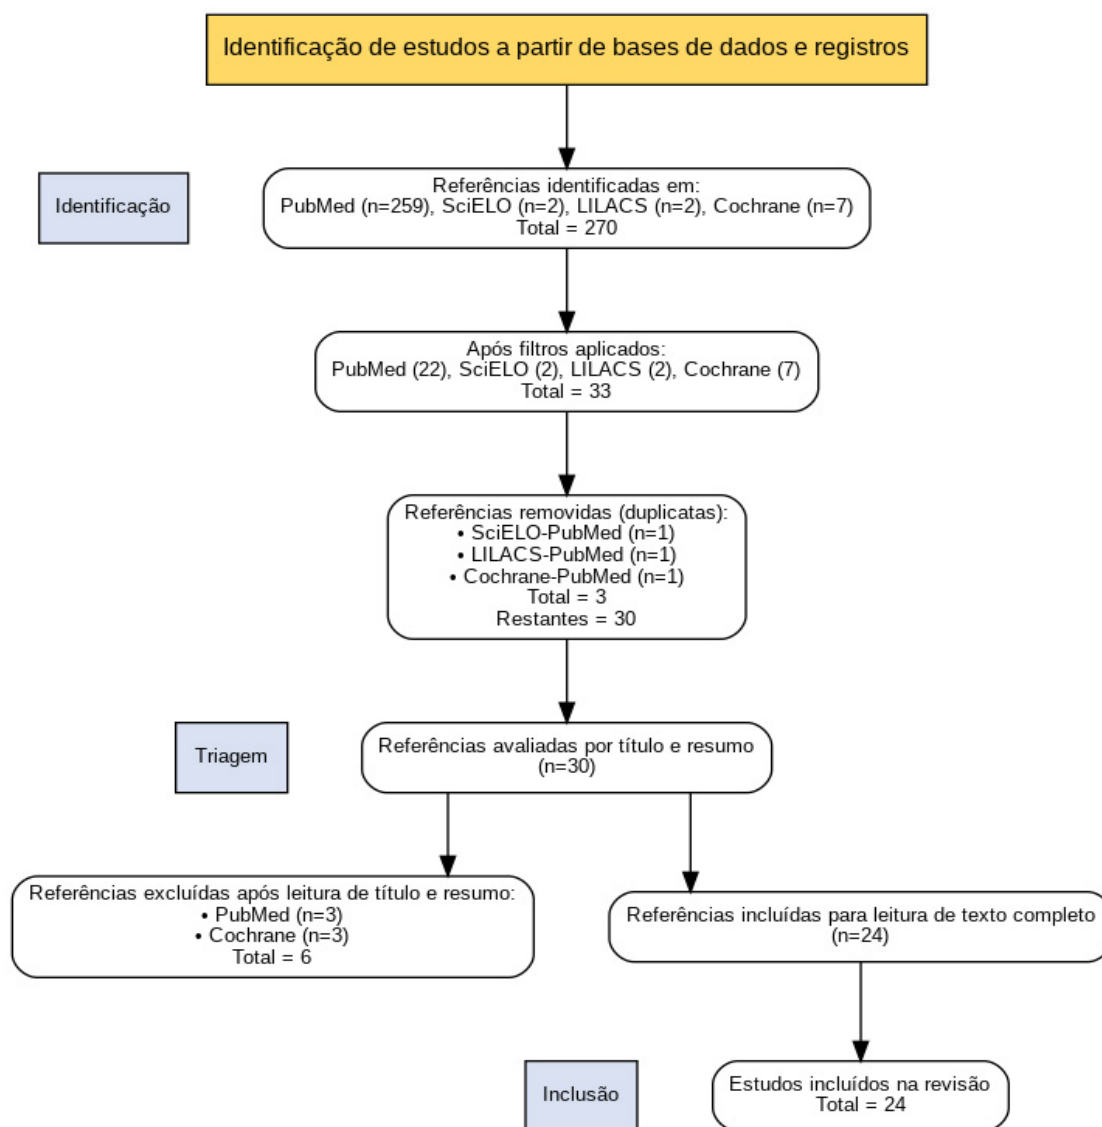 Identificação de estudos a partir de bases de dados e registros
Identificação
Referências identificadas em:
PubMed (n=259), SciELO (n=2), LILACS (n=2), Cochrane (n=7)
Total = 270
Após filtros aplicados:
PubMed (22), SciELO (2), LILACS (2), Cochrane (7)
Total = 33
Referências removidas (duplicatas):
• SciELO-PubMed (n=1)
• LILACS-PubMed (n=1)
• Cochrane-PubMed (n=1)
Total = 3
Restantes = 30
Triagem
Referências avaliadas por título e resumo
(n=30)
Referências excluídas após leitura de título e resumo:
• PubMed (n=3)
• Cochrane (n=3)
Total = 6
Referências incluídas para leitura de texto completo
(n=24)
Inclusão
Estudos incluídos na revisão
Total = 24